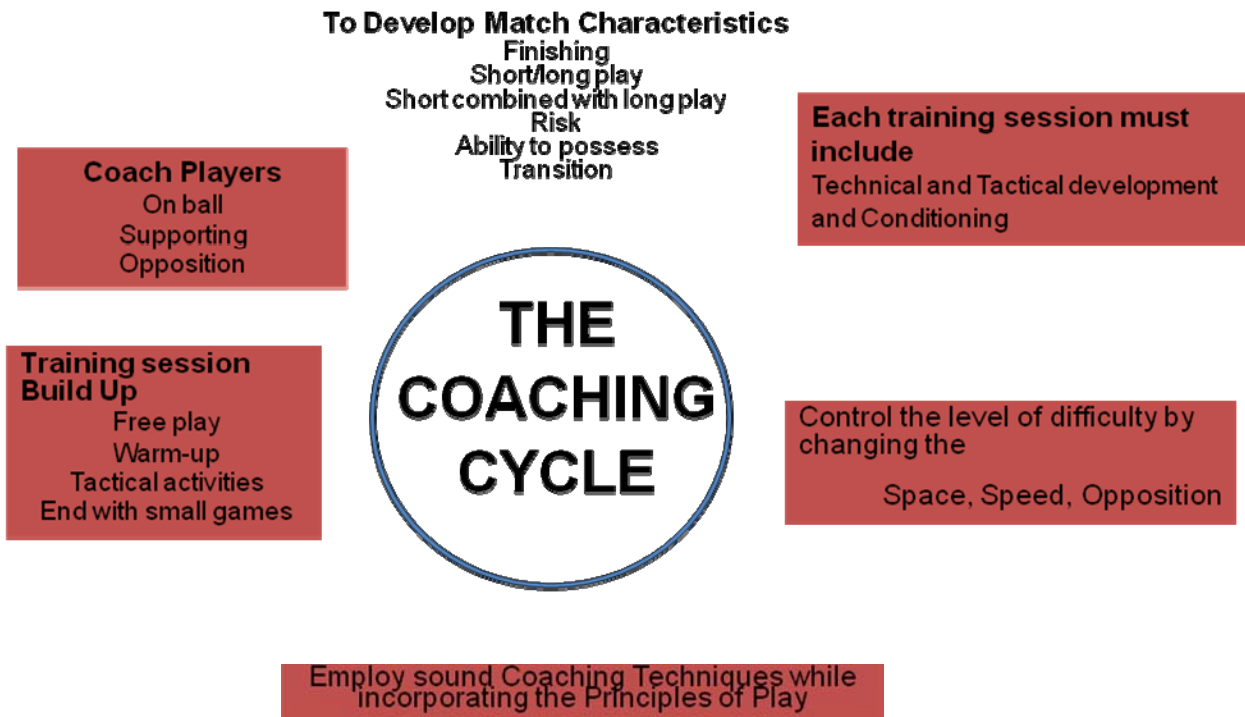 To Develop Match Characteristics
Finishing
Short/long play
Short combined with long play
Risk
Ability to possess
Transition
Each training session must
include
Technical and Tactical development
and Conditioning
Coach Players
On ball
Supporting
Opposition
THE
COACHING
CYCLE
Training session
Build Up
Free play
Warm-up
Tactical activities
End with small games
Control the level of difficulty by
changing the
Space, Speed, Opposition
Employ sound Coaching Techniques while
incorporating the Principles of Play